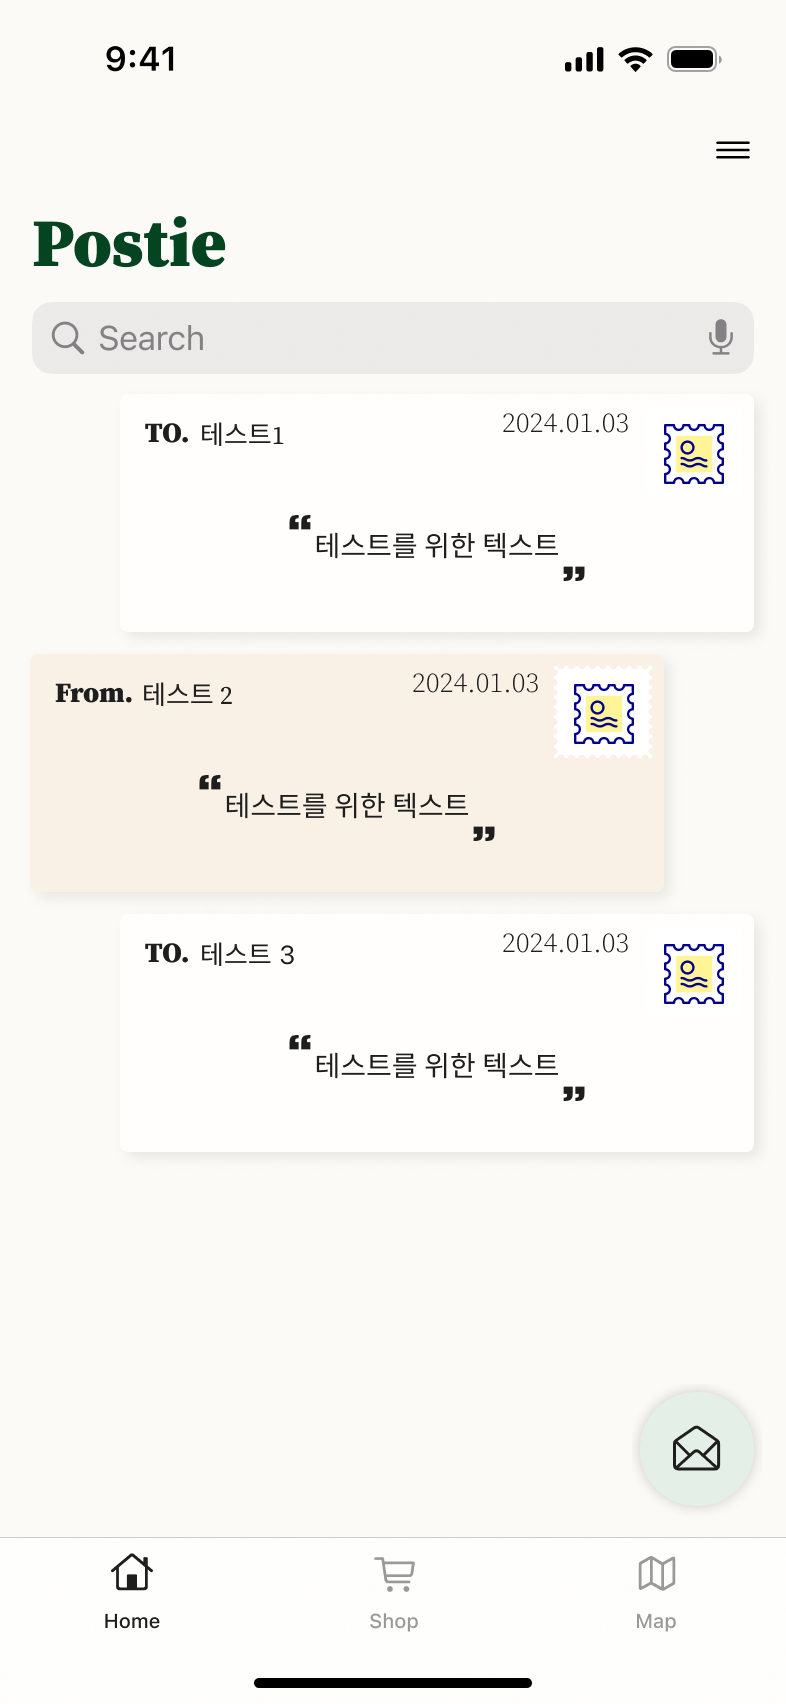 9:41
Postie
Search
TO. 테스트1 2024.01.03
“ 테스트를 위한 텍스트 ”
From. 테스트 2 2024.01.03
“ 테스트를 위한 텍스트 ”
TO. 테스트 3 2024.01.03
“ 테스트를 위한 텍스트 ”
Home Shop Map